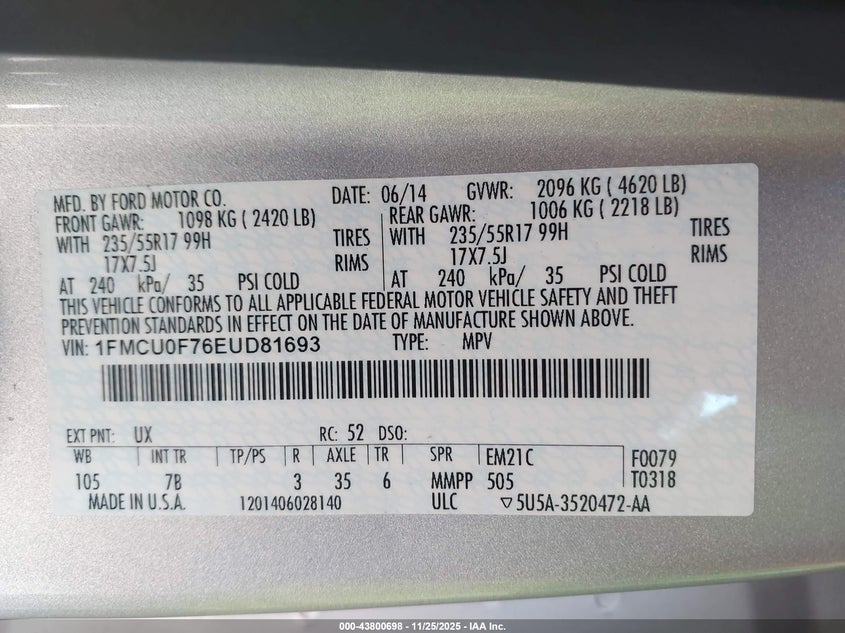 MFD. BY FORD MOTOR CO. DATE: 06/14 GVWR: 2096 KG ( 4620 LB)
FRONT GAWR: 1098 KG ( 2420 LB) REAR GAWR: 1006 KG ( 2218 LB)
WITH 235/55R17 99H TIRES WITH 235/55R17 99H TIRES
17X7.5J RIMS 17X7.5J RIMS
AT 240 kPa/ 35 PSI COLD AT 240 kPa/ 35 PSI COLD
THIS VEHICLE CONFORMS TO ALL APPLICABLE FEDERAL MOTOR VEHICLE SAFETY AND THEFT
PREVENTION STANDARDS IN EFFECT ON THE DATE OF MANUFACTURE SHOWN ABOVE.
VIN: 1FMCU0F76EUD81693 TYPE: MPV
EXT PNT: UX RC: 52 DSO:
WB INT TR TP/PS R AXLE TR SPR EM21C F0079
105 7B 3 35 6 MMPP 505 T0318
MADE IN U.S.A. 1201406028140 ULC ▽5U5A-3520472-AA
000-43800698 - 11/25/2025 - IAA Inc.